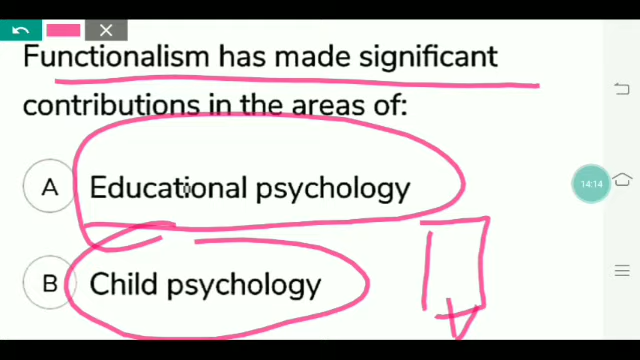 Functionalism has made significant
contributions in the areas of:
A Educational psychology
B Child psychology
14:14